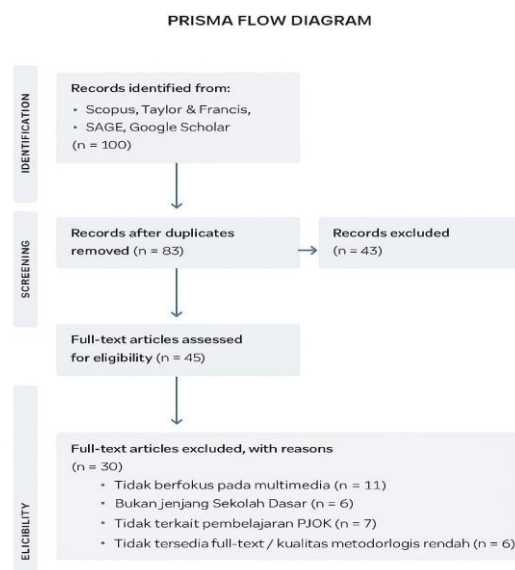 PRISMA FLOW DIAGRAM
IDENTIFICATION
Records identified from:
• Scopus, Taylor & Francis,
• SAGE, Google Scholar
(n = 100)
SCREENING
Records after duplicates
removed (n = 83)
Records excluded
(n = 43)
Full-text articles assessed
for eligibility (n = 45)
ELICIBILITY
Full-text articles excluded, with reasons
(n = 30)
• Tidak berfokus pada multimedia (n = 11)
• Bukan jenjang Sekolah Dasar (n = 6)
• Tidak terkait pembelajaran PJOK (n = 7)
• Tidak tersedia full-text / kualitas metodorlogis rendah (n = 6)